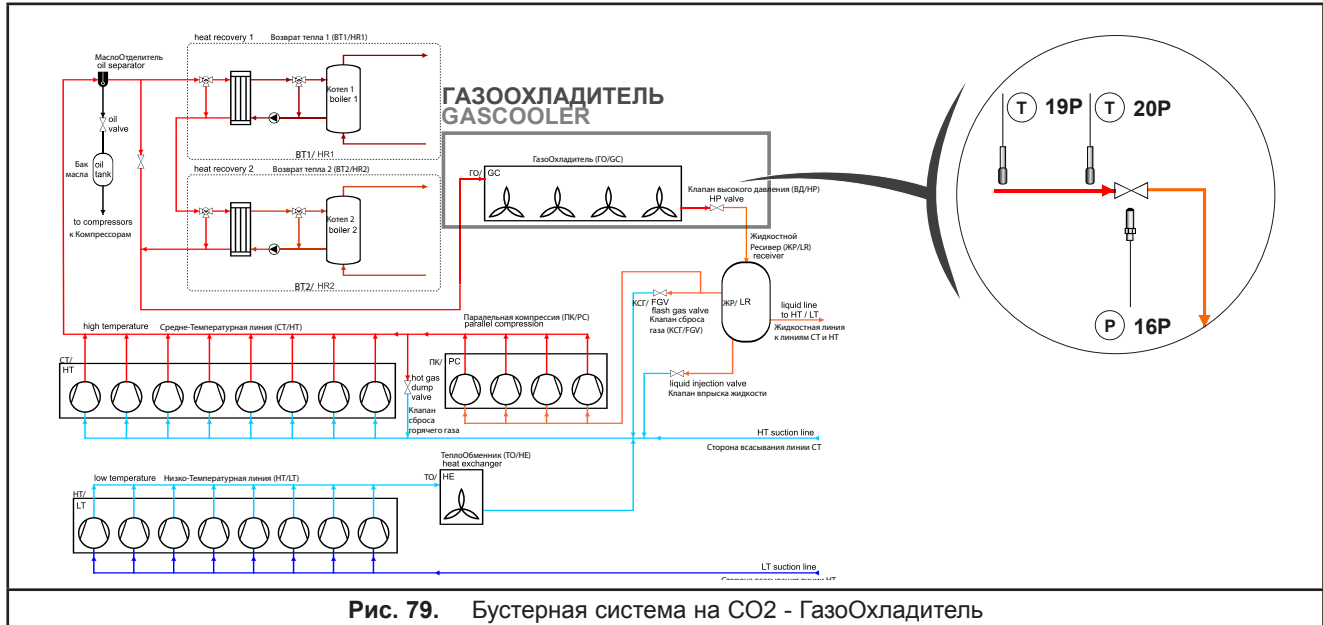 heat recovery 1 Возврат тепла 1 (ВТ1/HR1)
МаслоОтделитель
oil separator
Котел 1
boiler 1
oil
valve
Бак
масла
oil
tank
ВТ1/ HR1
to compressors
к Компрессорам
heat recovery 2 Возврат тепла 2 (ВТ2/HR2)
Котел 2
boiler 2
ВТ2/ HR2
ГАЗООХЛАДИТЕЛЬ
GASCOOLER
ГазоОхладитель (ГО/GC)
ГО/ GC
Клапан высокого давления (ВД/HP)
HP valve
Жидкостной
Ресивер (ЖР/LR)
receiver
КСГ/ FGV
flash gas valve
Клапан сброса
газа (КСГ/FGV)
ЖР/ LR
liquid line
to HT / LT
Жидкостная линия
к линиям СТ и НТ
liquid injection valve
Клапан впрыска жидкости
high temperature Средне-Температурная линия (СТ/HT)
СТ/
HT
Паралельная компрессия (ПК/PC)
parallel compression
ПК/ PC
hot gas
dump
valve
Клапан
сброса
горячего газа
HT suction line
Сторона всасывания линии СТ
low temperature Низко-Температурная линия (НТ/LT)
НТ/
LT
ТеплоОбменник (ТО/HE)
heat exchanger
ТО/ HE
LT suction line
Сторона всасывания линии НТ
T 19P T 20P
P 16P
Рис. 79. Бустерная система на CO2 - ГазоОхладитель